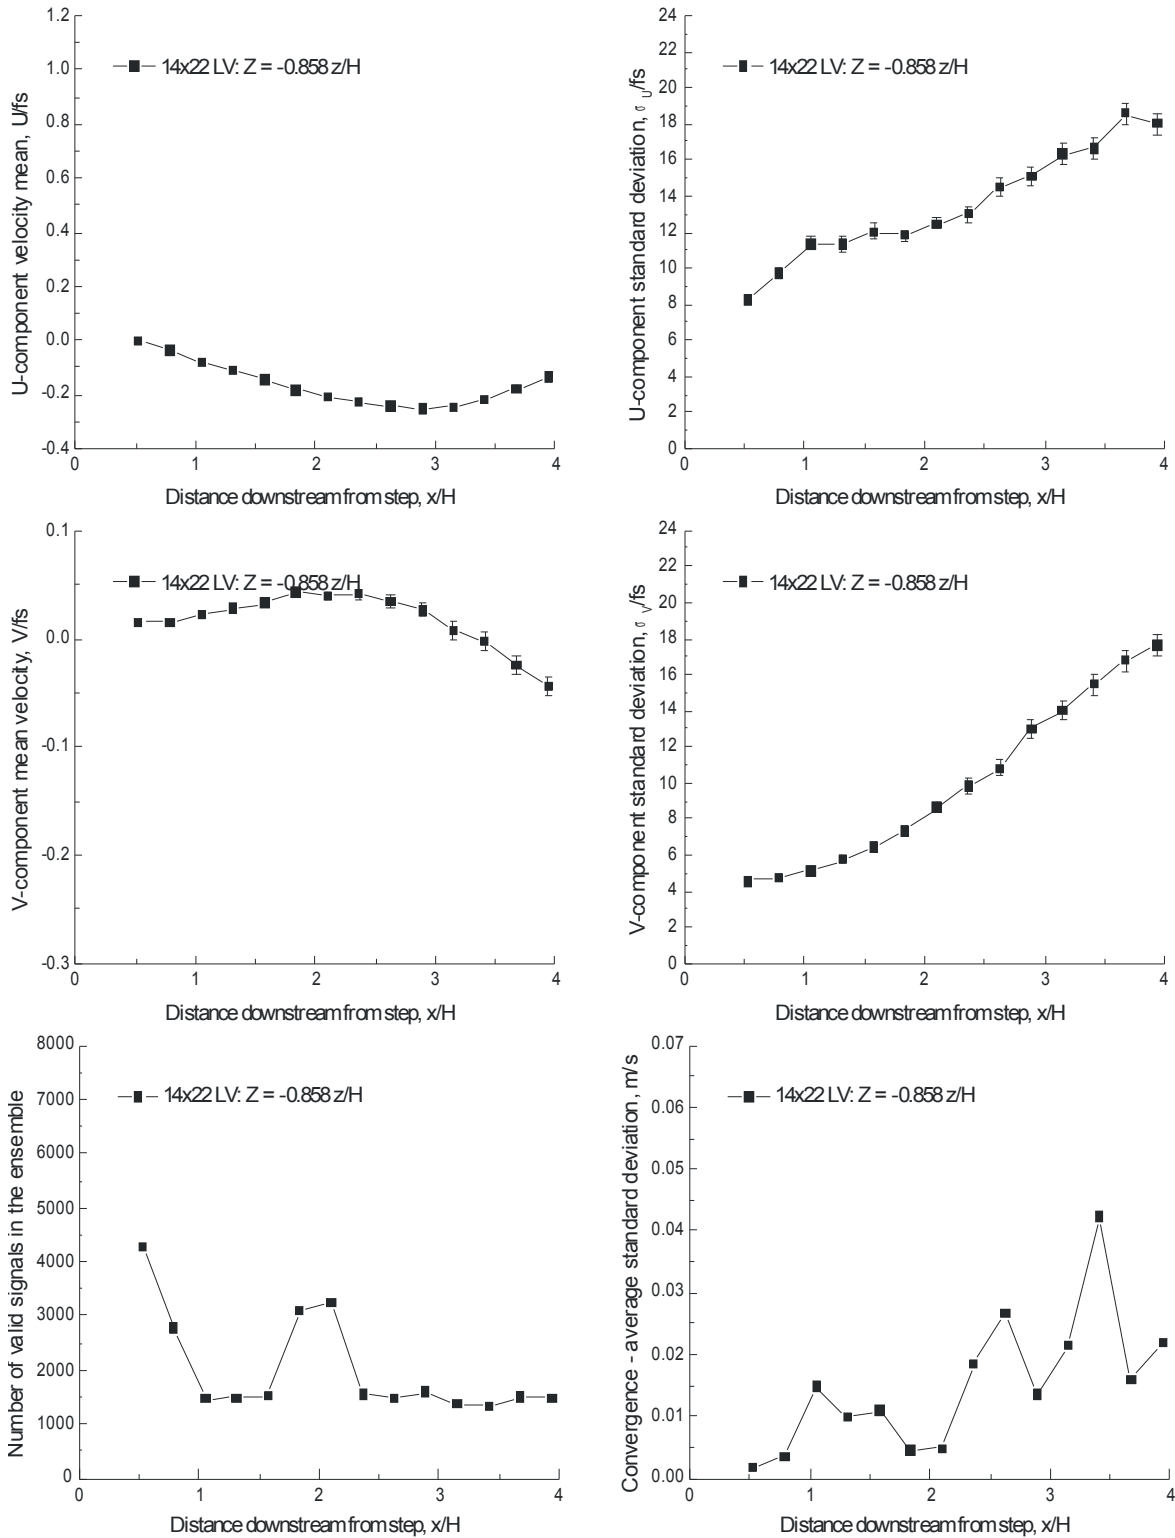 U-component velocity mean, U/fs
1.2
1.0
0.8
0.6
0.4
0.2
0.0
-0.2
-0.4
14x22 LV: Z = -0.858 z/H
0 1 2 3 4
Distance downstream from step, x/H
U-component standard deviation, σU/fs
24
22
20
18
16
14
12
10
8
6
4
2
0
14x22 LV: Z = -0.858 z/H
0 1 2 3 4
Distance downstream from step, x/H
V-component mean velocity, V/fs
0.1
0.0
-0.1
-0.2
-0.3
14x22 LV: Z = -0.858 z/H
0 1 2 3 4
Distance downstream from step, x/H
V-component standard deviation, σV/fs
24
22
20
18
16
14
12
10
8
6
4
2
0
14x22 LV: Z = -0.858 z/H
0 1 2 3 4
Distance downstream from step, x/H
Number of valid signals in the ensemble
8000
7000
6000
5000
4000
3000
2000
1000
0
14x22 LV: Z = -0.858 z/H
0 1 2 3 4
Distance downstream from step, x/H
Convergence - average standard deviation, m/s
0.07
0.06
0.05
0.04
0.03
0.02
0.01
0.00
14x22 LV: Z = -0.858 z/H
0 1 2 3 4
Distance downstream from step, x/H